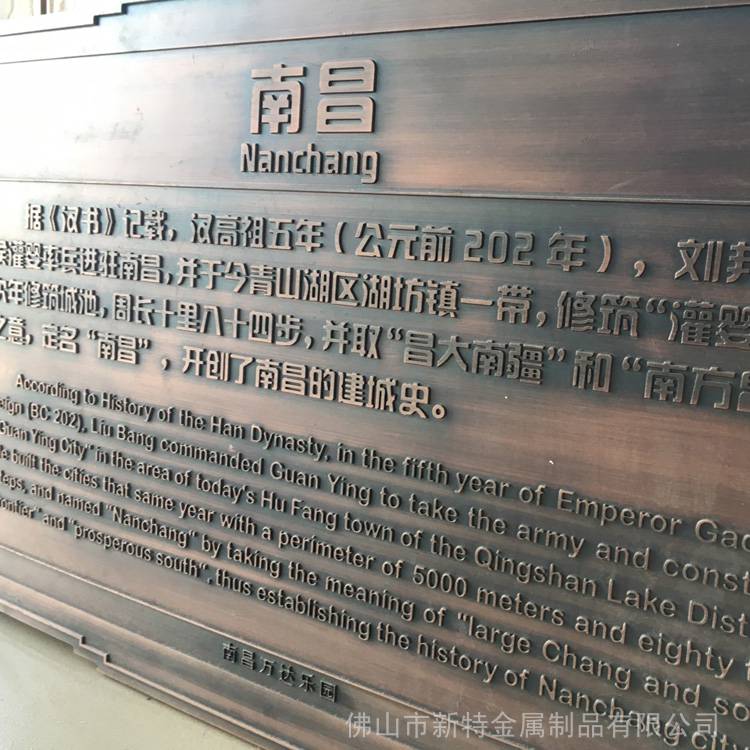 南昌
Nanchang
据《汉书》记载，汉高祖五年（公元前202年），刘邦
灌婴率兵进驻南昌，并于今青山湖区湖坊镇一带，修筑“灌婴
年修筑城池，周长十里八十四步，并取“昌大南疆”和“南方
之意，定名“南昌”，开创了南昌的建城史。
According to History of the Han Dynasty, in the fifth year of Emperor
(BC 202), Liu Bang commanded Guan Ying to take the army and
Guan Ying City" in the area of today's Hu Fang town of the Qingshan Lake
built the cities that same year with a perimeter of 5000 meters and eighty
and named "Nanchang" by taking the meaning of "large Chang and
and "prosperous south", thus establishing the history of Nanchang city
南昌万达乐园
佛山市新特金属制品有限公司